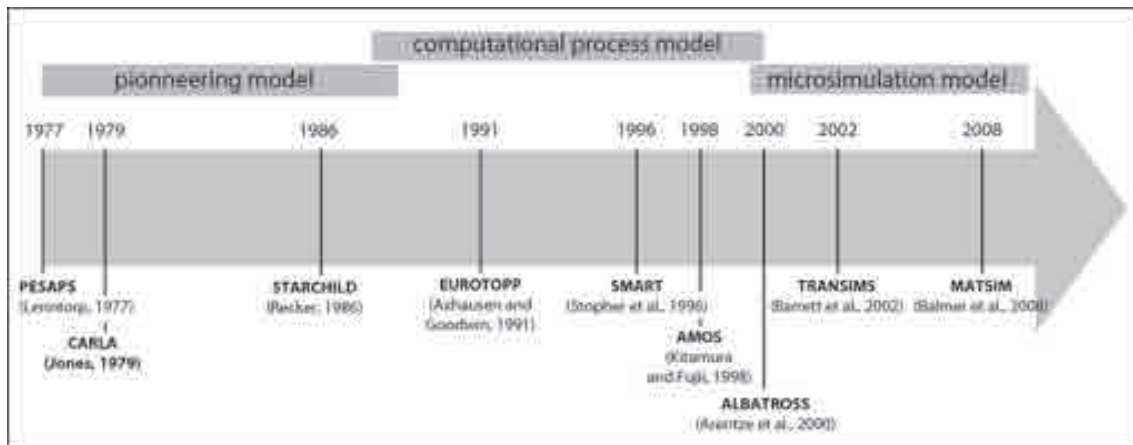 computational process model
pionneering model
microsimulation model
1977 1979 1986 1991 1996 1998 2000 2002 2008
PESAPS
(Lenntorp, 1977)
CARLA
(Jones, 1979)
STARCHILD
(Recker, 1986)
EUROTOPP
(Axhausen and
Goodwin, 1991)
SMART
(Stopher et al., 1996)
AMOS
(Kitamura
and Fujii, 1998)
ALBATROSS
(Arentze et al., 2000)
TRANSIMS
(Barrett et al., 2002)
MATSIM
(Balmer et al., 2008)